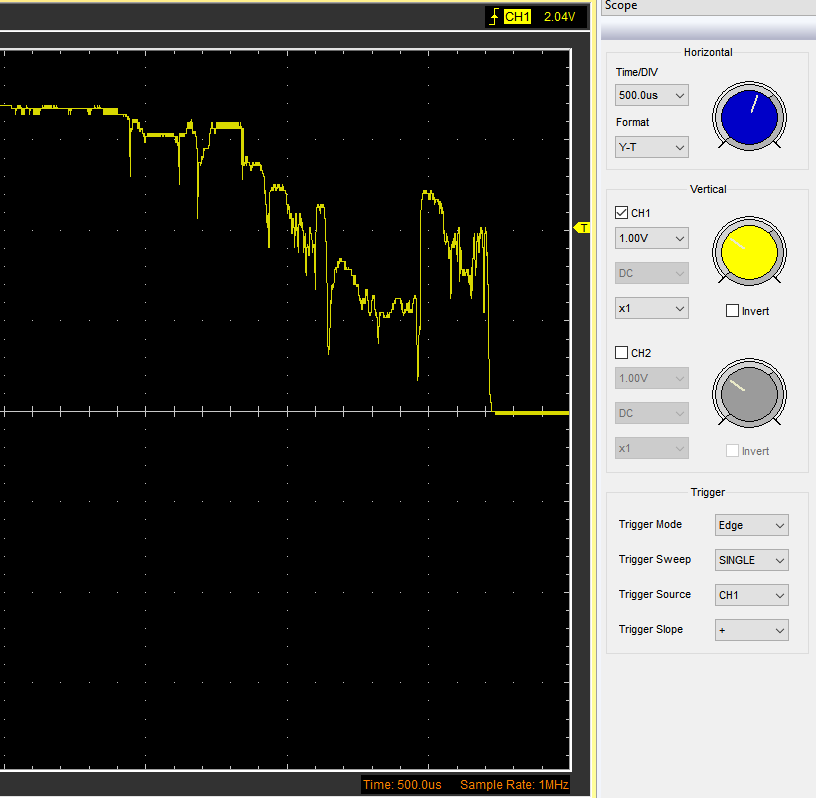 Scope
CH1 2.04V
Horizontal
Time/DIV
500.0us
Format
Y-T
T
Vertical
CH1
1.00V
DC
x1
Invert
CH2
1.00V
DC
x1
Invert
Trigger
Trigger Mode Edge
Trigger Sweep SINGLE
Trigger Source CH1
Trigger Slope +
Time: 500.0us Sample Rate: 1MHz